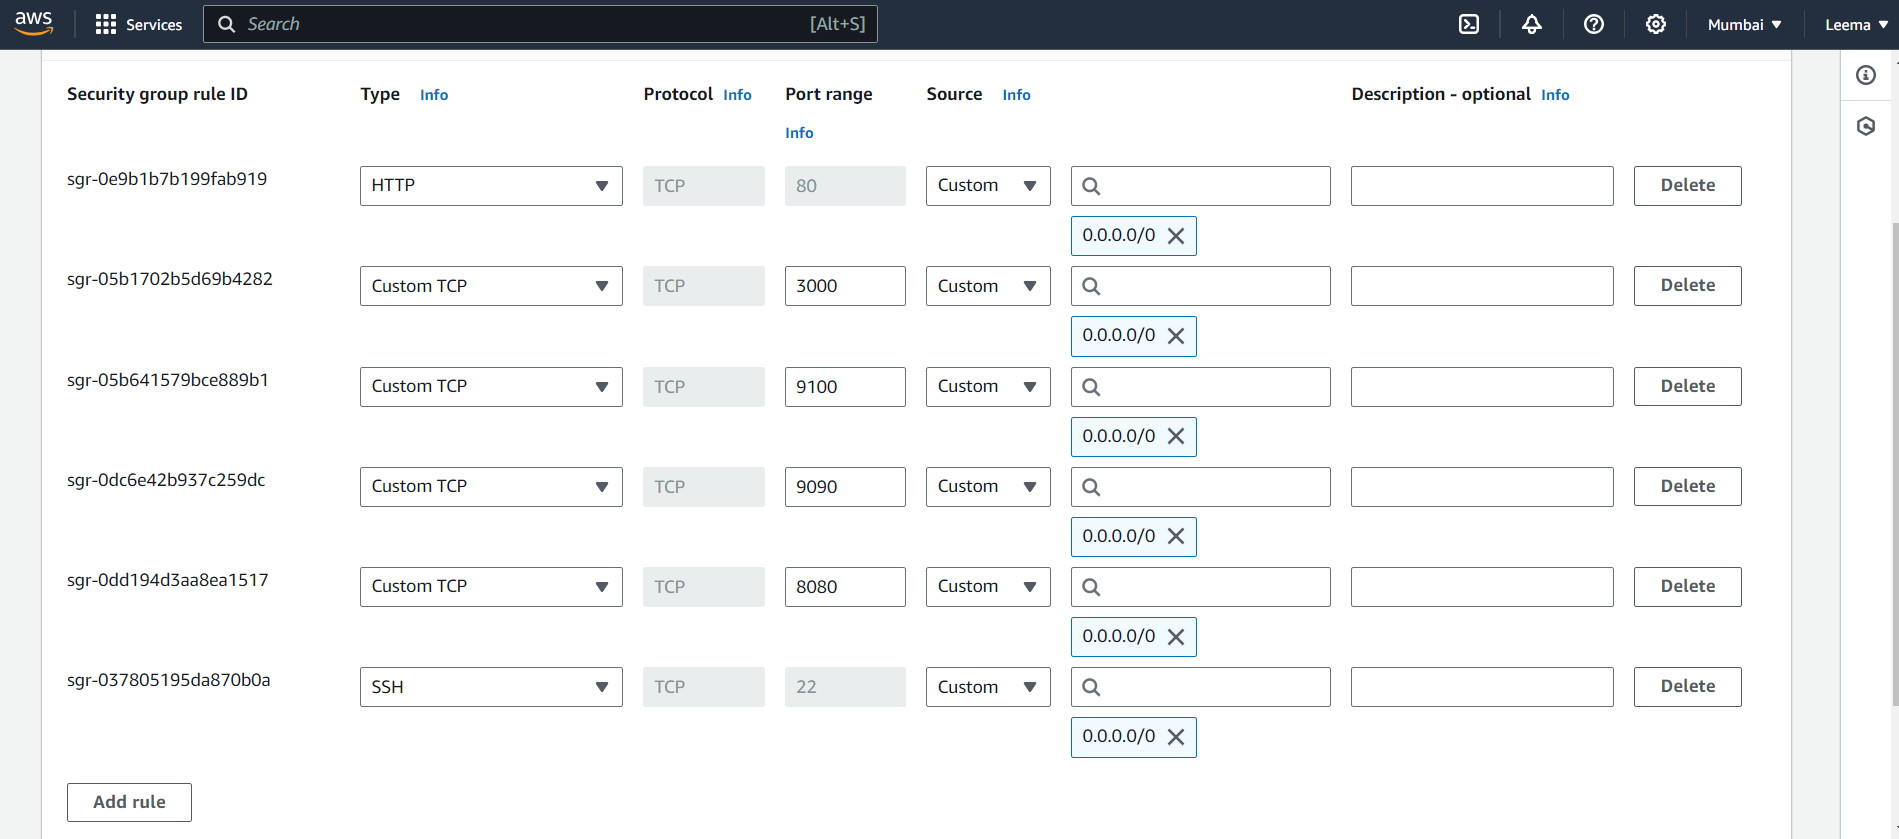 aws Services Search [Alt+S] Mumbai Leema
Security group rule ID Type Info Protocol Info Port range Source Info Description - optional Info
Info
sgr-0e9b1b7b199fab919 HTTP TCP 80 Custom Delete
0.0.0.0/0
sgr-05b1702b5d69b4282 Custom TCP TCP 3000 Custom Delete
0.0.0.0/0
sgr-05b641579bce889b1 Custom TCP TCP 9100 Custom Delete
0.0.0.0/0
sgr-0dc6e42b937c259dc Custom TCP TCP 9090 Custom Delete
0.0.0.0/0
sgr-0dd194d3aa8ea1517 Custom TCP TCP 8080 Custom Delete
0.0.0.0/0
sgr-037805195da870b0a SSH TCP 22 Custom Delete
0.0.0.0/0
Add rule